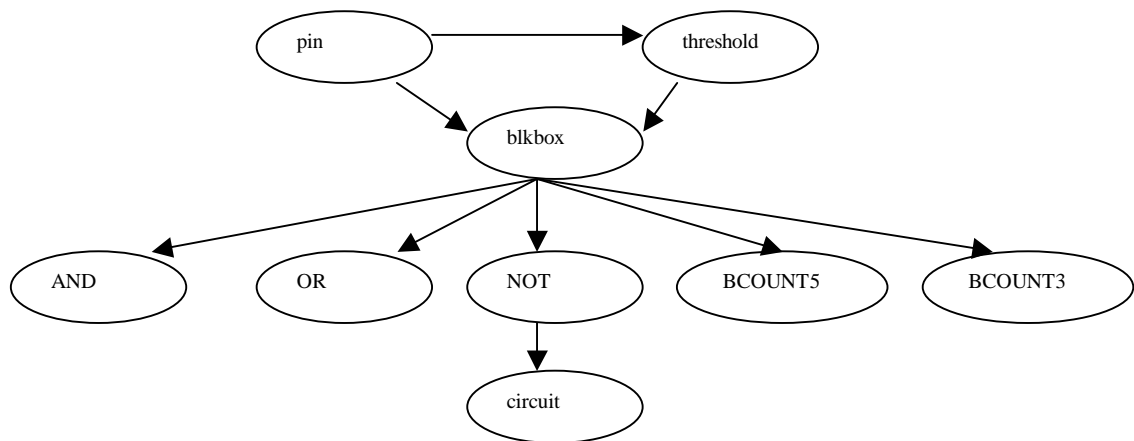 pin
threshold
blkbox
AND
OR
NOT
BCOUNT5
BCOUNT3
circuit